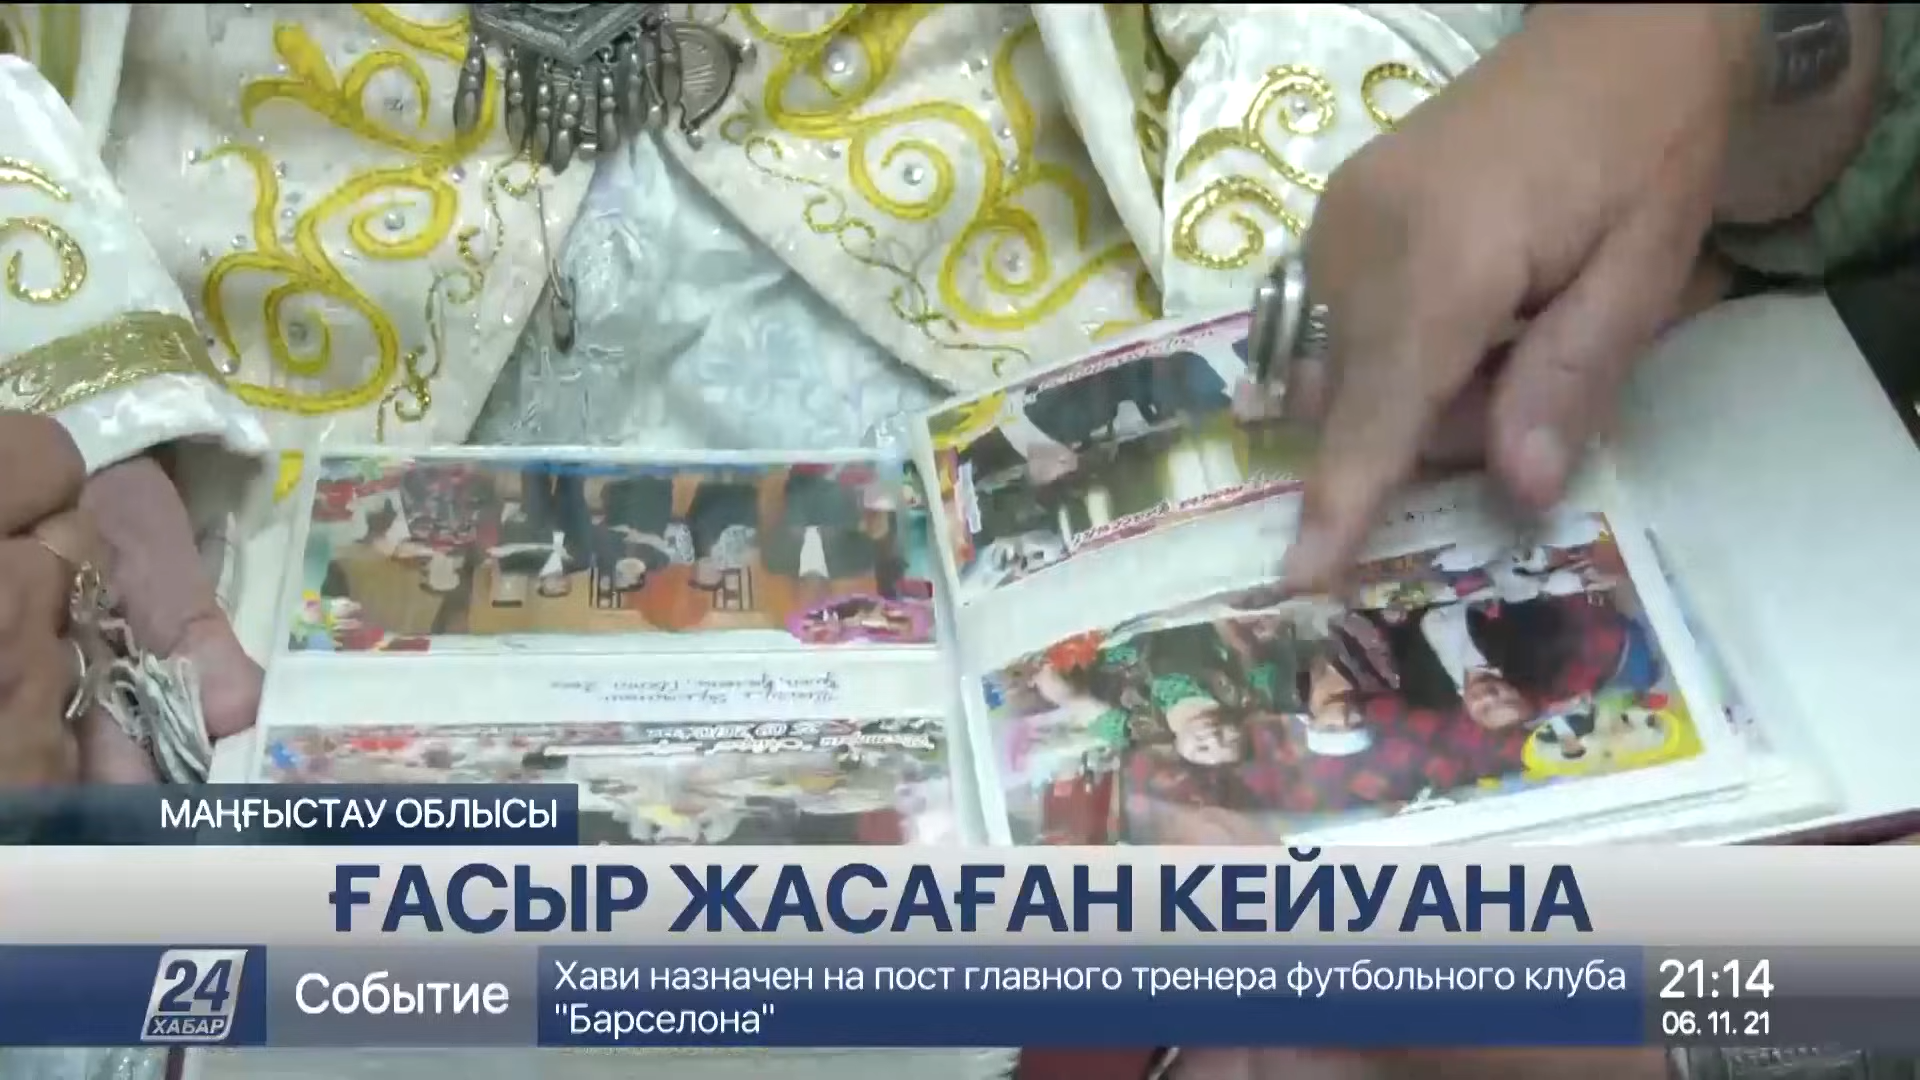 МАҢҒЫСТАУ ОБЛЫСЫ
ҒАСЫР ЖАСАҒАН КЕЙУАНА
24
ХАБАР
Событие
Хави назначен на пост главного тренера футбольного клуба
"Барселона"
21:14
06.11.21